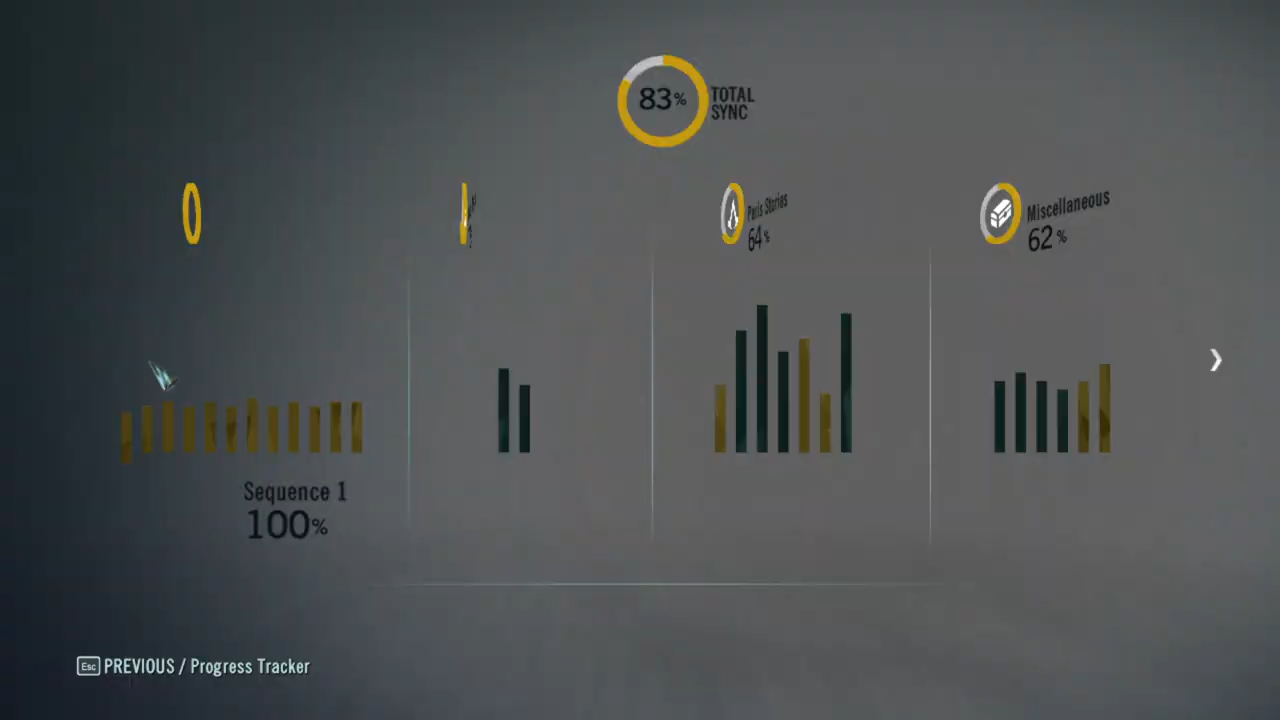 83%
TOTAL
SYNC
Paris Stories
64%
Miscellaneous
62 %
Sequence 1
100%
Esc PREVIOUS / Progress Tracker